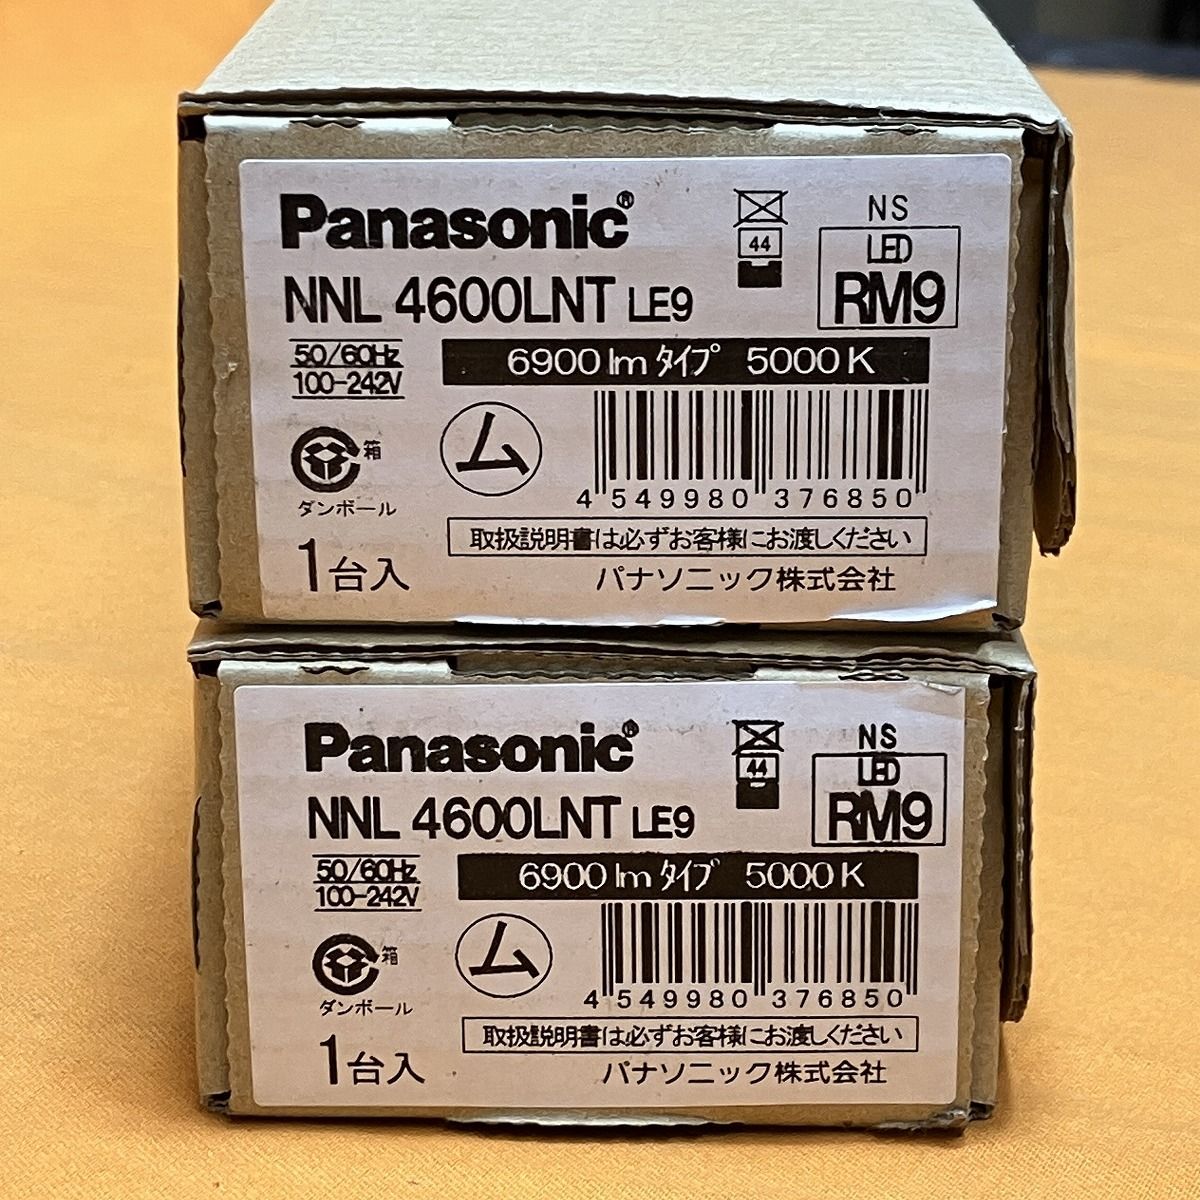 Panasonic®
NNL 4600LNT LE9
44
NS
LED
RM9
50/60Hz
100-242V
6900 lm タイプ 5000K
箱
ダンボール
ム
4 549980 376850
取扱説明書は必ずお客様にお渡しください
1台入
パナソニック株式会社
Panasonic®
NNL 4600LNT LE9
44
NS
LED
RM9
50/60Hz
100-242V
6900 lm タイプ 5000K
箱
ダンボール
ム
4 549980 376850
取扱説明書は必ずお客様にお渡しください
1台入
パナソニック株式会社